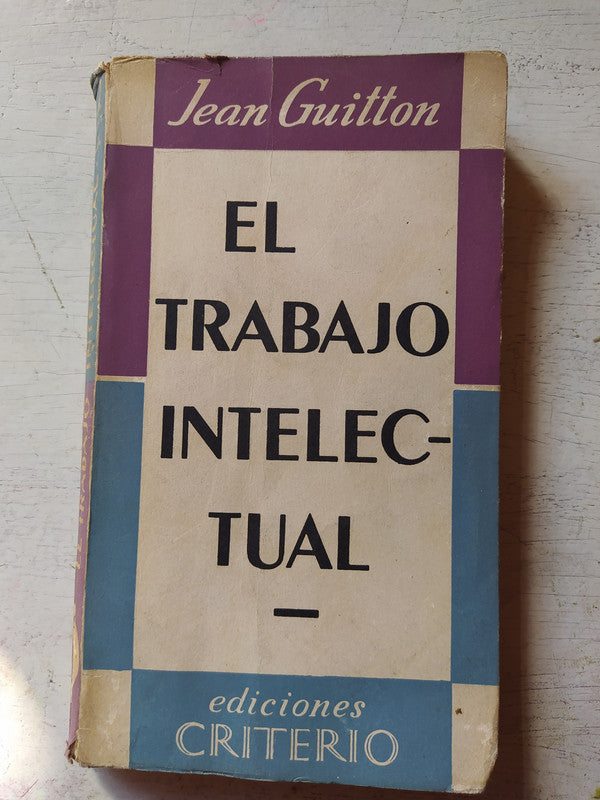 Jean Guitton
EL
TRABAJO
INTELEC-
TUAL
ediciones
CRITERIO